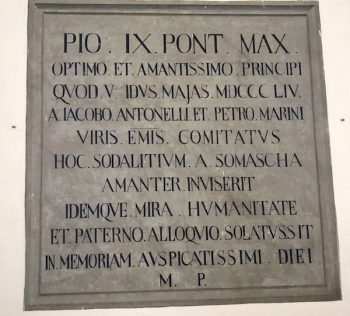 PIO . IX . PONT . MAX .
OPTIMO . ET . AMANTISSIMO . PRINCIPI
QVOD . V . IDVS . MAJAS . MDCCC LIV .
A . IACOBO . ANTONELLI . ET . PETRO . MARINI
VIRIS . EMIS . COMITATVS
HOC . SODALITIVM . A . SOMASCHA
AMANTER . INVISERIT
IDEMQVE . MIRA . HVMANITATE
ET . PATERNO . ALLOQVIO . SOLATVS . SIT
IN . MEMORIAM . AVSPICATISSIMI . DIEI
M . P .